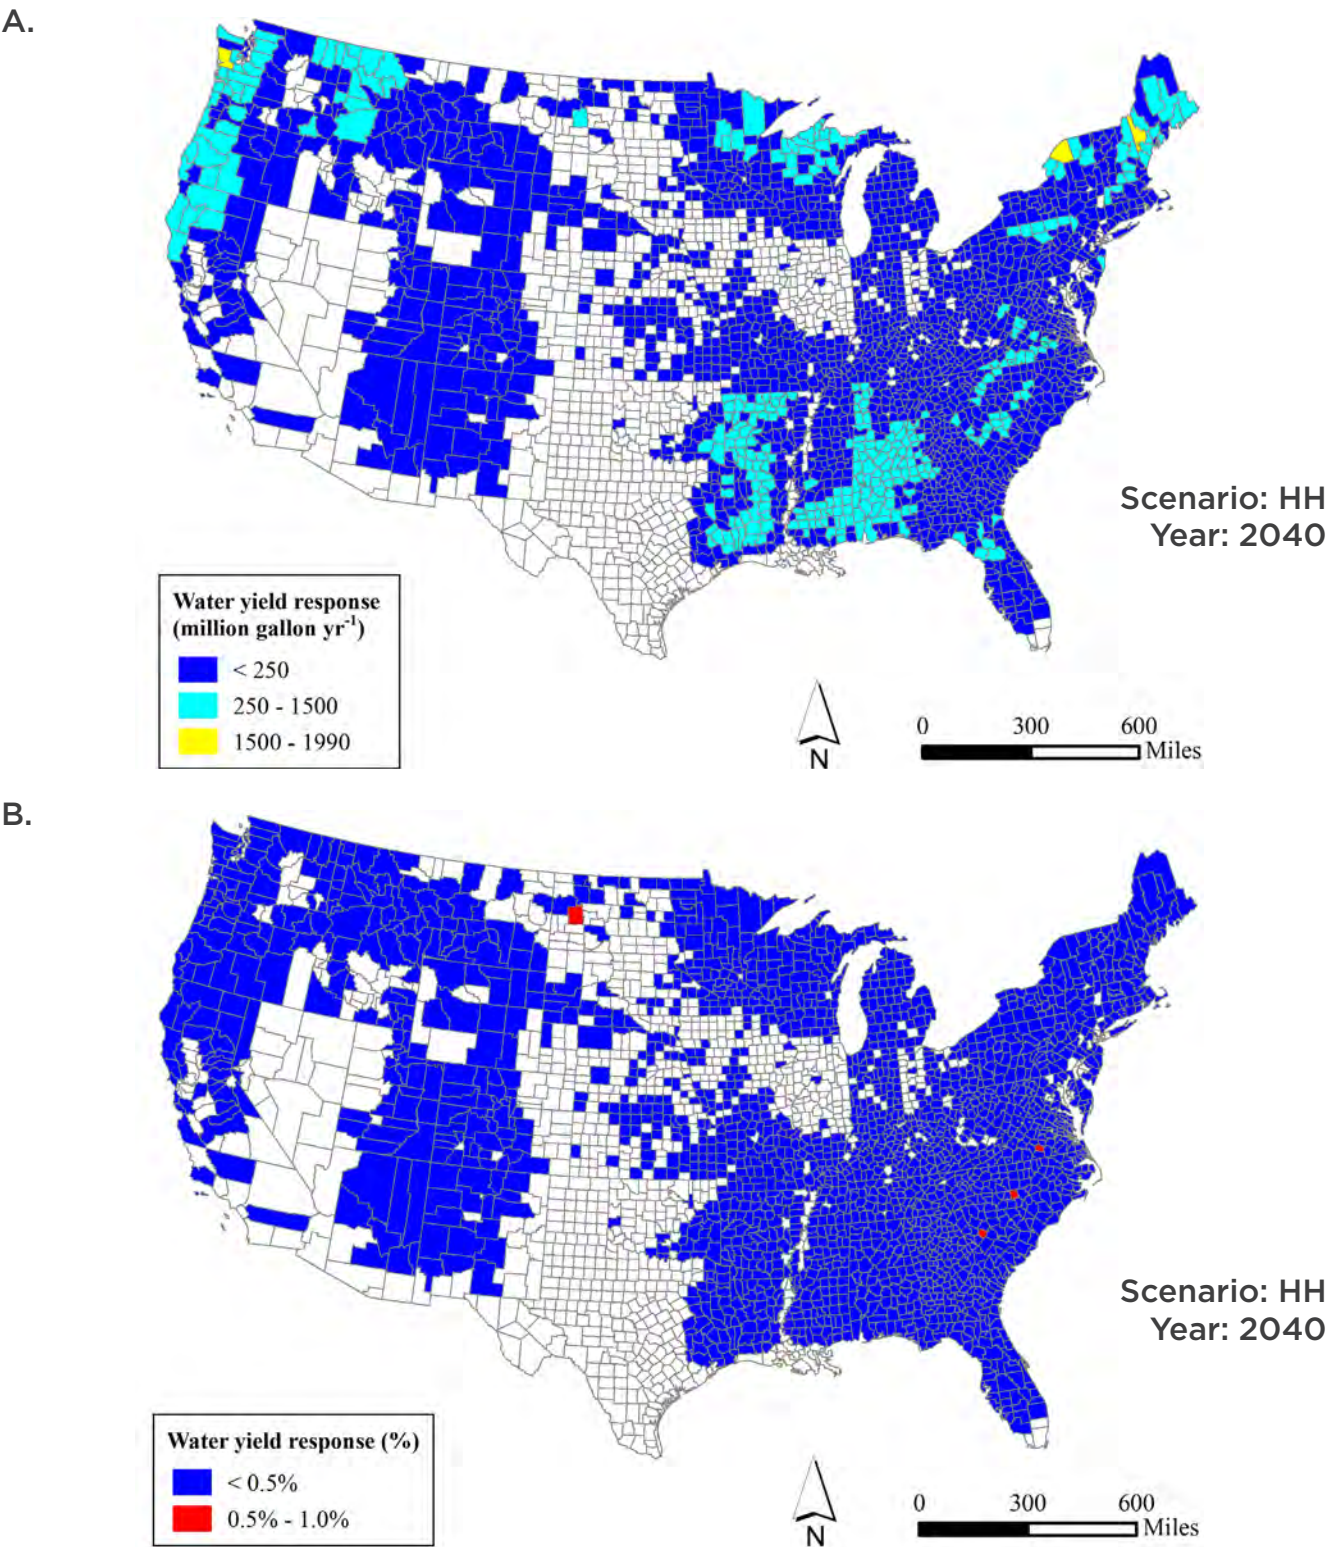 A.
Scenario: HH
Year: 2040
Water yield response
(million gallon yr⁻¹)
< 250
250 - 1500
1500 - 1990
N
0 300 600
Miles
B.
Scenario: HH
Year: 2040
Water yield response (%)
< 0.5%
0.5% - 1.0%
N
0 300 600
Miles